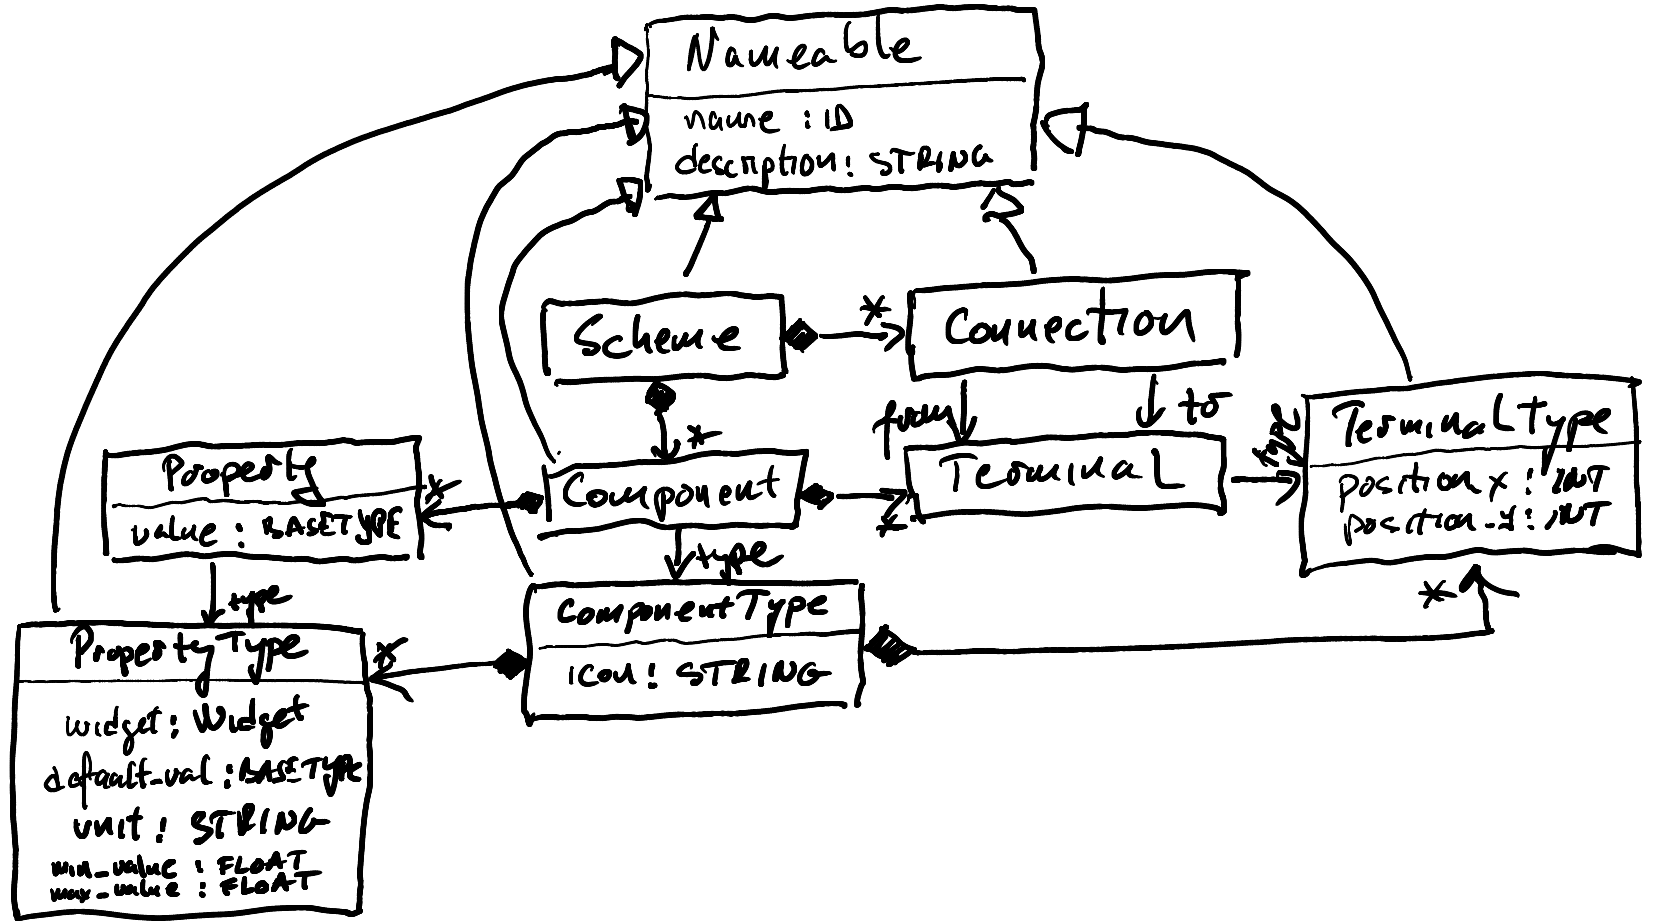 Nameable
name : ID
description : STRING
Scheme
*
Connection
from
to
*
Property
value : BASETYPE
*
Component
*
Terminal
type
TerminalType
position_x : INT
position_y : INT
*
type
type
ComponentType
icon : STRING
*
PropertyType
widget : Widget
default_val : BASETYPE
unit : STRING
min_value : FLOAT
max_value : FLOAT